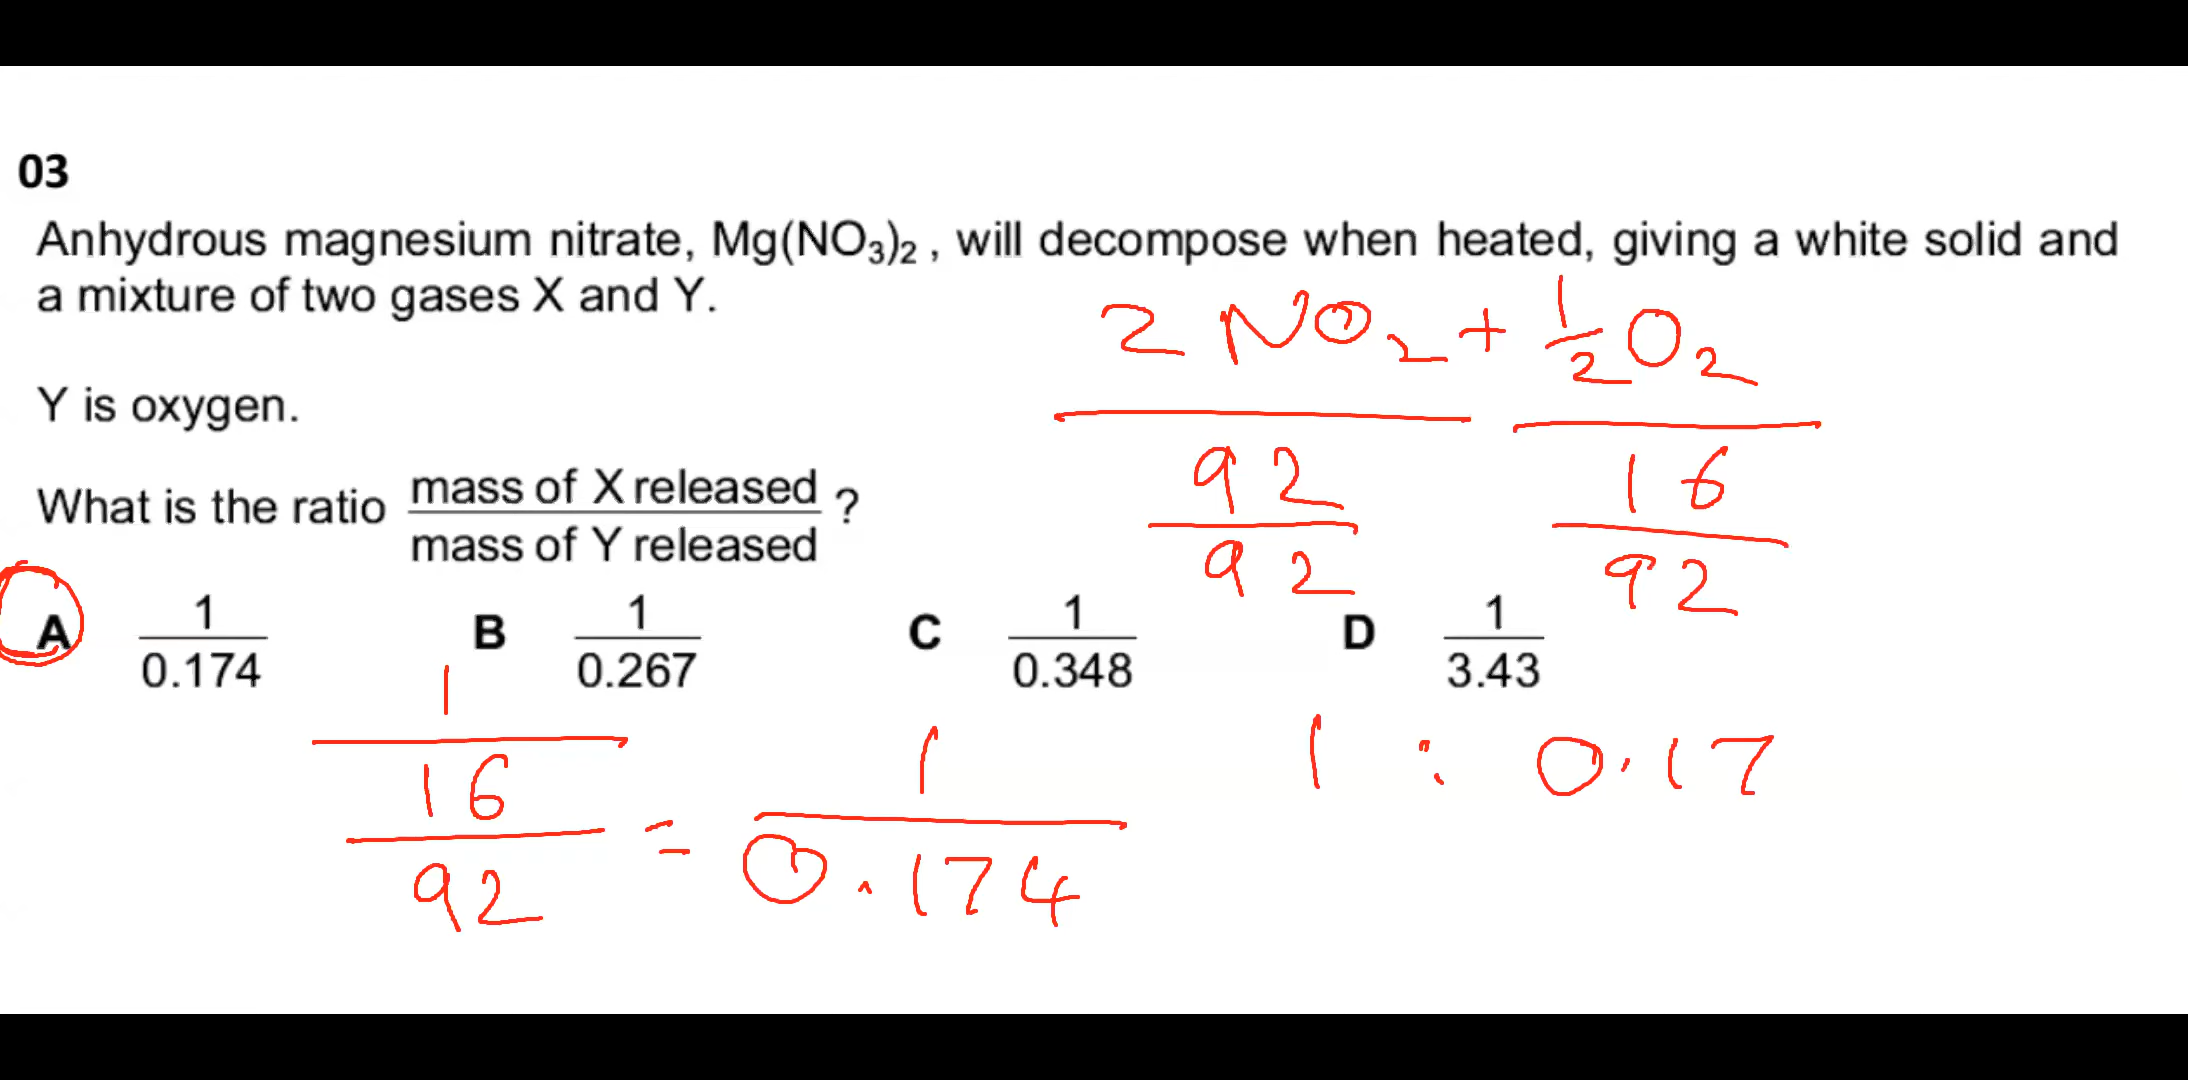 03
Anhydrous magnesium nitrate, Mg(NO₃)₂ , will decompose when heated, giving a white solid and
a mixture of two gases X and Y.
2 NO₂ + 1/2 O₂
Y is oxygen.
92/92 16/92
What is the ratio mass of X released / mass of Y released ?
A 1/0.174 B 1/0.267 C 1/0.348 D 1/3.43
1/(16/92) = 1/0.174
1 : 0.17